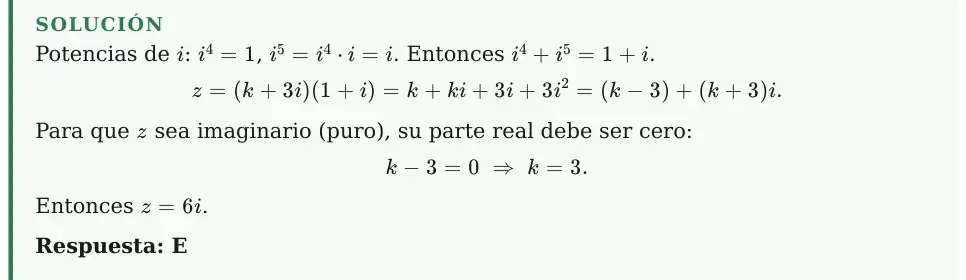 SOLUCIÓN
Potencias de i: i⁴ = 1, i⁵ = i⁴ · i = i. Entonces i⁴ + i⁵ = 1 + i.
z = (k + 3i)(1 + i) = k + ki + 3i + 3i² = (k − 3) + (k + 3)i.
Para que z sea imaginario (puro), su parte real debe ser cero:
k − 3 = 0 ⇒ k = 3.
Entonces z = 6i.
Respuesta: E